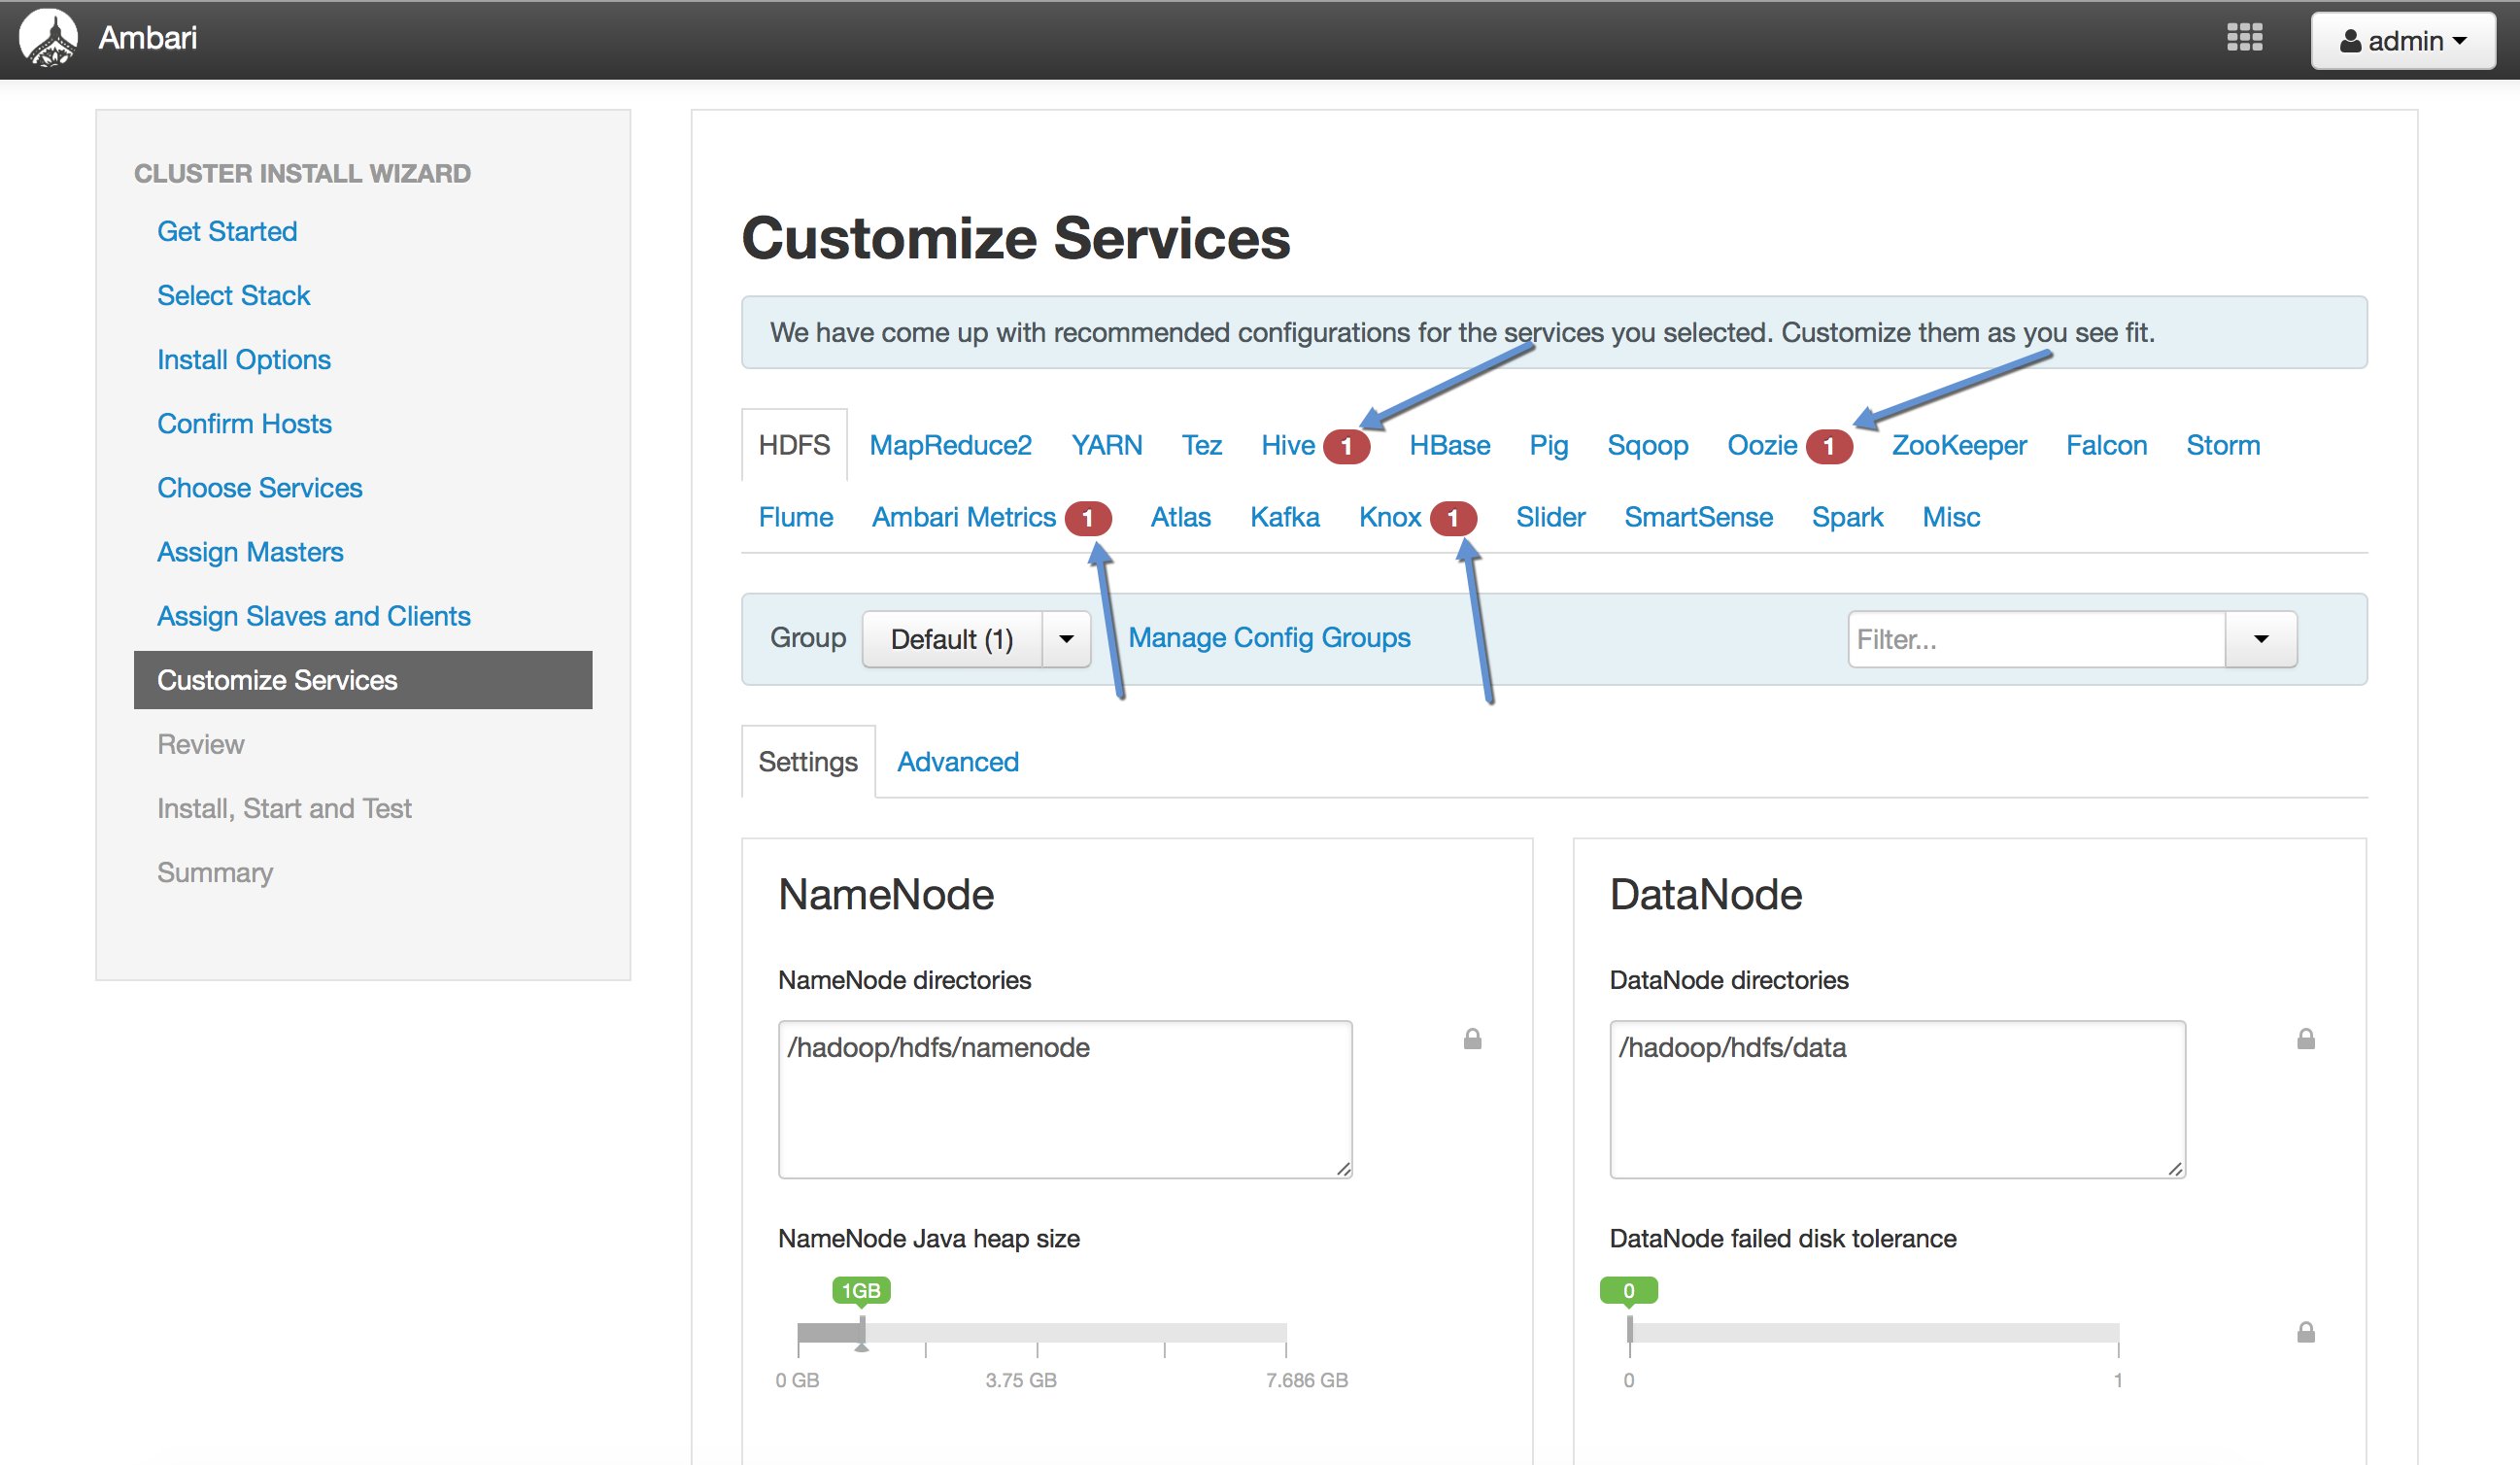 Ambari
admin
CLUSTER INSTALL WIZARD
Get Started
Select Stack
Install Options
Confirm Hosts
Choose Services
Assign Masters
Assign Slaves and Clients
Customize Services
Review
Install, Start and Test
Summary
Customize Services
We have come up with recommended configurations for the services you selected. Customize them as you see fit.
HDFS MapReduce2 YARN Tez Hive 1 HBase Pig Sqoop Oozie 1 ZooKeeper Falcon Storm
Flume Ambari Metrics 1 Atlas Kafka Knox 1 Slider SmartSense Spark Misc
Group Default (1) Manage Config Groups Filter...
Settings Advanced
NameNode
NameNode directories
/hadoop/hdfs/namenode
NameNode Java heap size
1GB
0 GB 3.75 GB 7.686 GB
DataNode
DataNode directories
/hadoop/hdfs/data
DataNode failed disk tolerance
0
0 1